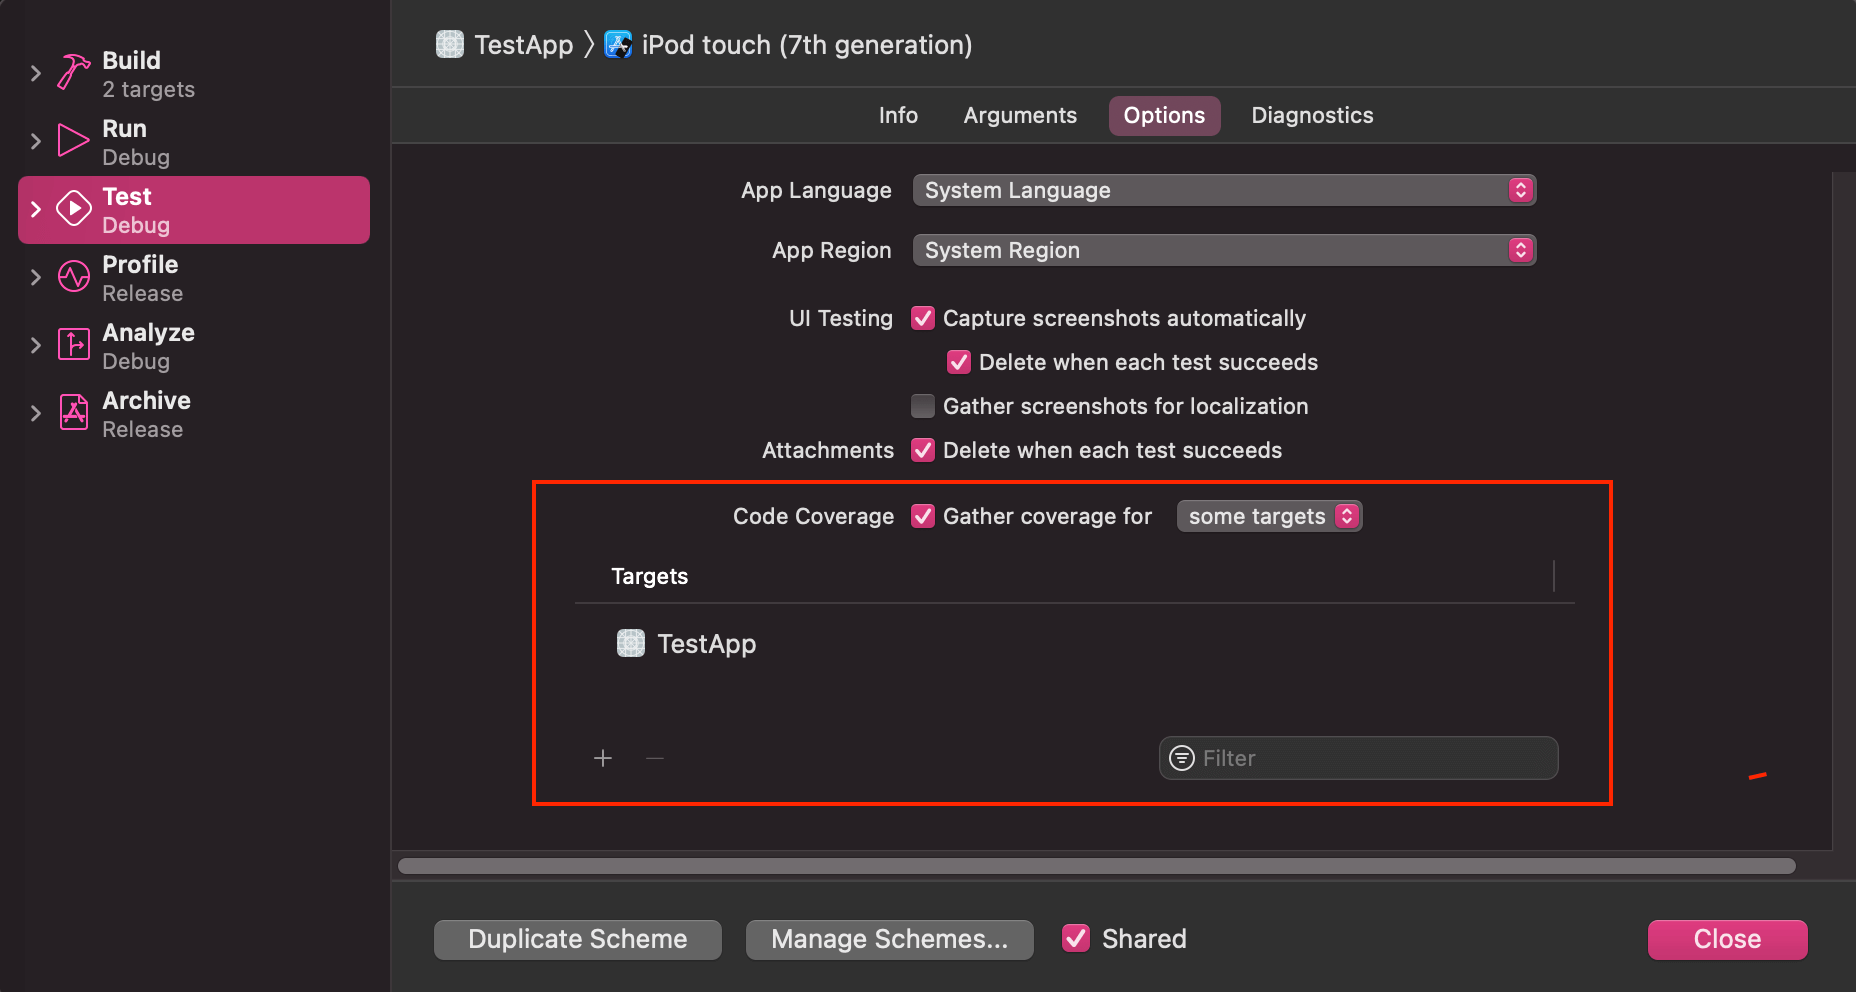 Build
2 targets
Run
Debug
Test
Debug
Profile
Release
Analyze
Debug
Archive
Release
TestApp 〉 iPod touch (7th generation)
Info Arguments Options Diagnostics
App Language System Language
App Region System Region
UI Testing Capture screenshots automatically
Delete when each test succeeds
Gather screenshots for localization
Attachments Delete when each test succeeds
Code Coverage Gather coverage for some targets
Targets
TestApp
Filter
Duplicate Scheme Manage Schemes... Shared Close